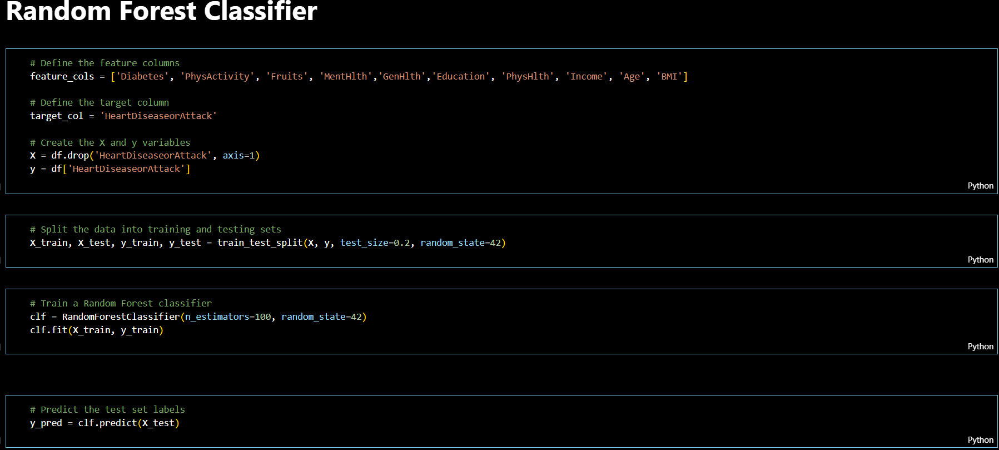 Random Forest Classifier
# Define the feature columns
feature_cols = ['Diabetes', 'PhysActivity', 'Fruits', 'MentHlth','GenHlth','Education', 'PhysHlth', 'Income', 'Age', 'BMI']
# Define the target column
target_col = 'HeartDiseaseorAttack'
# Create the X and y variables
X = df.drop('HeartDiseaseorAttack', axis=1)
y = df['HeartDiseaseorAttack']
Python
# Split the data into training and testing sets
X_train, X_test, y_train, y_test = train_test_split(X, y, test_size=0.2, random_state=42)
Python
# Train a Random Forest classifier
clf = RandomForestClassifier(n_estimators=100, random_state=42)
clf.fit(X_train, y_train)
Python
# Predict the test set labels
y_pred = clf.predict(X_test)
Python